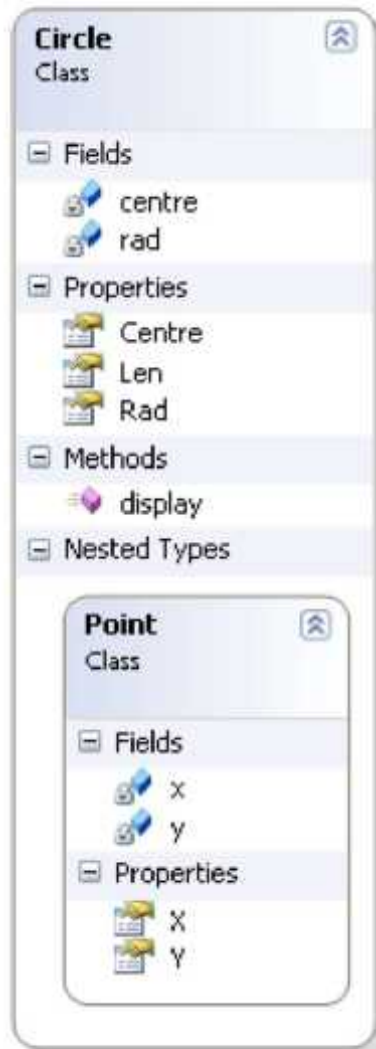 Circle
Class
Fields
centre
rad
Properties
Centre
Len
Rad
Methods
display
Nested Types
Point
Class
Fields
x
y
Properties
X
Y